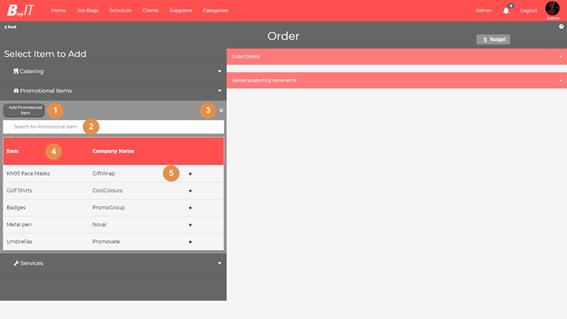 BagIT
Home Job Bags Schedule Clients Suppliers Categories Admin Logout Admin
Back
Order
$ Budget
Select Item to Add
Catering
Promotional Items
Add Promotional Item
1
3
×
Search for Promotional Item
2
Item Company Name
4
KN95 Face Masks GiftWrap +
5
Golf Shirts CoolColours +
Badges PromoGroup +
Metal pen Noval +
Umbrellas Promovate +
Services
Order Details
Upload supporting documents